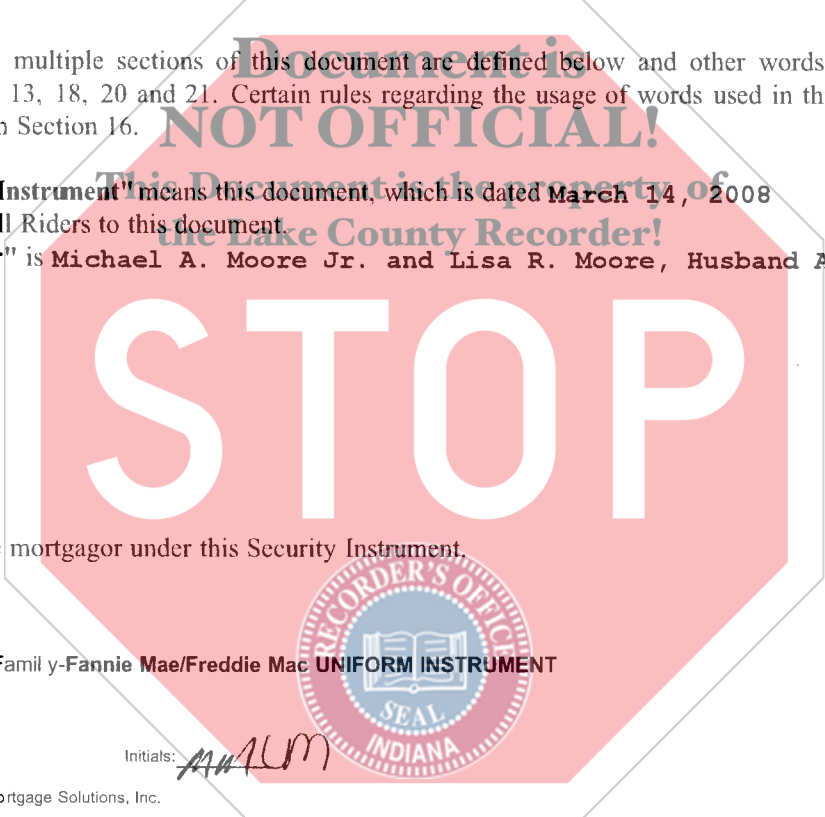 Document is
multiple sections of this document are defined below and other words
13, 18, 20 and 21. Certain rules regarding the usage of words used in th
n Section 16.
NOT OFFICIAL!
This Document is the property of
Instrument" means this document, which is dated March 14, 2008
ll Riders to this document.
the Lake County Recorder!
" is Michael A. Moore Jr. and Lisa R. Moore, Husband A
STOP
mortgagor under this Security Instrument.
RECORDER'S OFFICE
Family-Fannie Mae/Freddie Mac UNIFORM INSTRUMENT
SEAL
INDIANA
Initials:
ortgage Solutions, Inc.